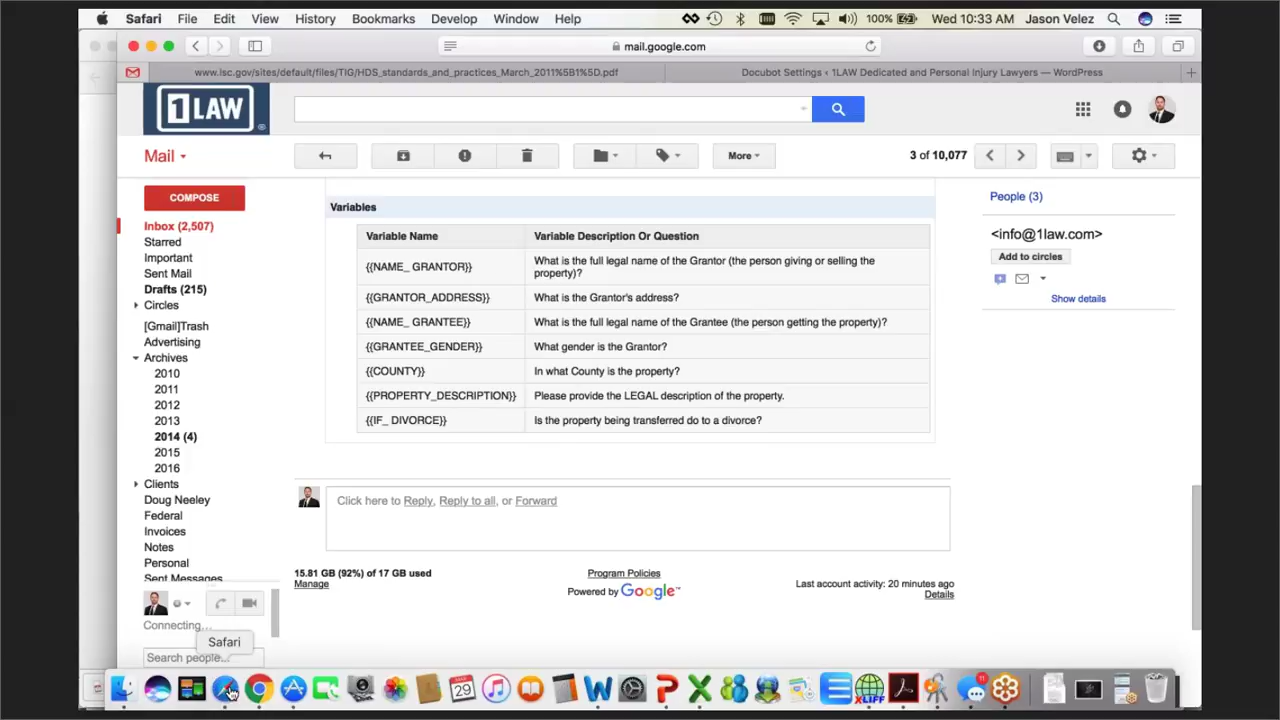 Safari File Edit View History Bookmarks Develop Window Help 100% Wed 10:33 AM Jason Velez
mail.google.com
www.lsc.gov/sites/default/files/TIG/HDS_standards_and_practices_March_2011%5B1%5D.pdf Docubot Settings ‹ 1LAW Dedicated and Personal Injury Lawyers — WordPress
1LAW
Mail More 3 of 10,077
COMPOSE
Inbox (2,507)
Starred
Important
Sent Mail
Drafts (215)
Circles
[Gmail]Trash
Advertising
Archives
2010
2011
2012
2013
2014 (4)
2015
2016
Clients
Doug Neeley
Federal
Invoices
Notes
Personal
Sent Messages
Connecting...
Search people...
Variables
Variable Name Variable Description Or Question
{{NAME_ GRANTOR}} What is the full legal name of the Grantor (the person giving or selling the
property)?
{{GRANTOR_ADDRESS}} What is the Grantor's address?
{{NAME_ GRANTEE}} What is the full legal name of the Grantee (the person getting the property)?
{{GRANTEE_GENDER}} What gender is the Grantor?
{{COUNTY}} In what County is the property?
{{PROPERTY_DESCRIPTION}} Please provide the LEGAL description of the property.
{{IF_ DIVORCE}} Is the property being transferred do to a divorce?
Click here to Reply, Reply to all, or Forward
15.81 GB (92%) of 17 GB used
Manage
Program Policies
Powered by Google™
Last account activity: 20 minutes ago
Details
People (3)
<info@1law.com>
Add to circles
Show details
Safari
29
XLIFF
11